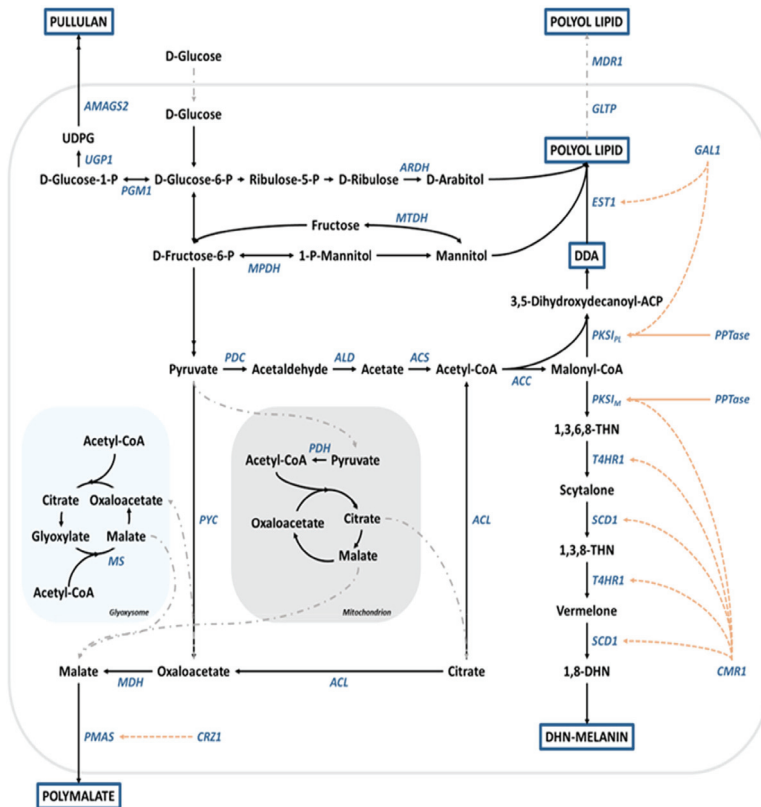 PULLULAN
POLYOL LIPID
D-Glucose
MDR1
AMAGS2
D-Glucose
GLTP
UDPG
UGP1
ARDH
POLYOL LIPID
GAL1
D-Glucose-1-P
PGM1
D-Glucose-6-P
Ribulose-5-P
D-Ribulose
D-Arabitol
EST1
Fructose
MTDH
D-Fructose-6-P
MPDH
1-P-Mannitol
Mannitol
DDA
3,5-Dihydroxydecanoyl-ACP
PKSI_PL
PPTase
Pyruvate
PDC
Acetaldehyde
ALD
Acetate
ACS
Acetyl-CoA
ACC
Malonyl-CoA
PKSI_M
PPTase
1,3,6,8-THN
T4HR1
Scytalone
SCD1
1,3,8-THN
T4HR1
Vermelone
SCD1
1,8-DHN
CMR1
DHN-MELANIN
Acetyl-CoA
Citrate
Oxaloacetate
Glyoxylate
Malate
MS
Acetyl-CoA
Glyoxysome
PYC
PDH
Acetyl-CoA
Pyruvate
Oxaloacetate
Citrate
Malate
Mitochondrion
ACL
Malate
MDH
Oxaloacetate
ACL
Citrate
PMAS
CRZ1
POLYMALATE